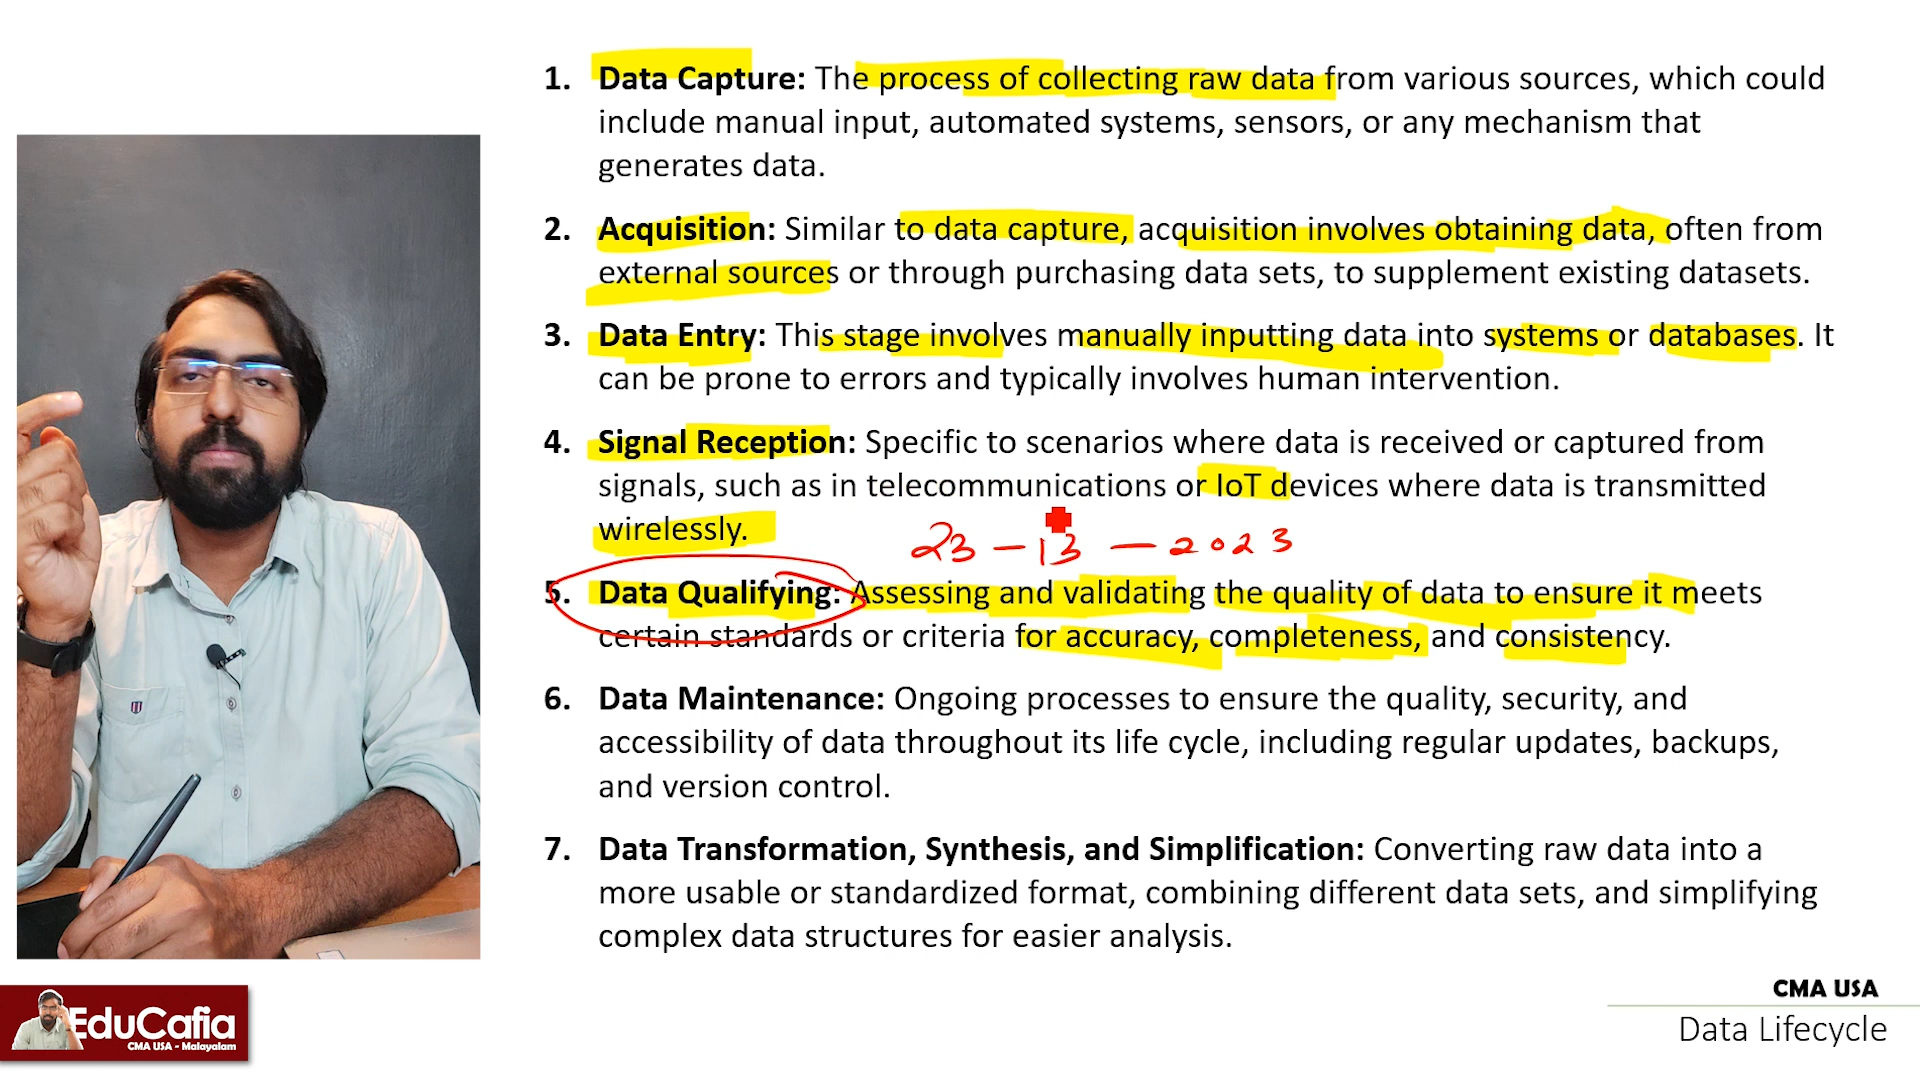 1. Data Capture: The process of collecting raw data from various sources, which could
include manual input, automated systems, sensors, or any mechanism that
generates data.
2. Acquisition: Similar to data capture, acquisition involves obtaining data, often from
external sources or through purchasing data sets, to supplement existing datasets.
3. Data Entry: This stage involves manually inputting data into systems or databases. It
can be prone to errors and typically involves human intervention.
4. Signal Reception: Specific to scenarios where data is received or captured from
signals, such as in telecommunications or IoT devices where data is transmitted
wirelessly.
23 - 13 - 2023
5. Data Qualifying: Assessing and validating the quality of data to ensure it meets
certain standards or criteria for accuracy, completeness, and consistency.
6. Data Maintenance: Ongoing processes to ensure the quality, security, and
accessibility of data throughout its life cycle, including regular updates, backups,
and version control.
7. Data Transformation, Synthesis, and Simplification: Converting raw data into a
more usable or standardized format, combining different data sets, and simplifying
complex data structures for easier analysis.
EduCafia
CMA USA - Malayalam
CMA USA
Data Lifecycle